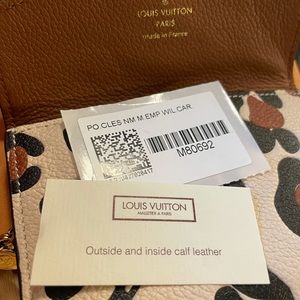 LOUIS VUITTON
PARIS
made in France
PO.CLES NM M.EMP WIL.CAR.
M80692
LOUIS VUITTON
MALLETIER A PARIS
Outside and inside calf leather